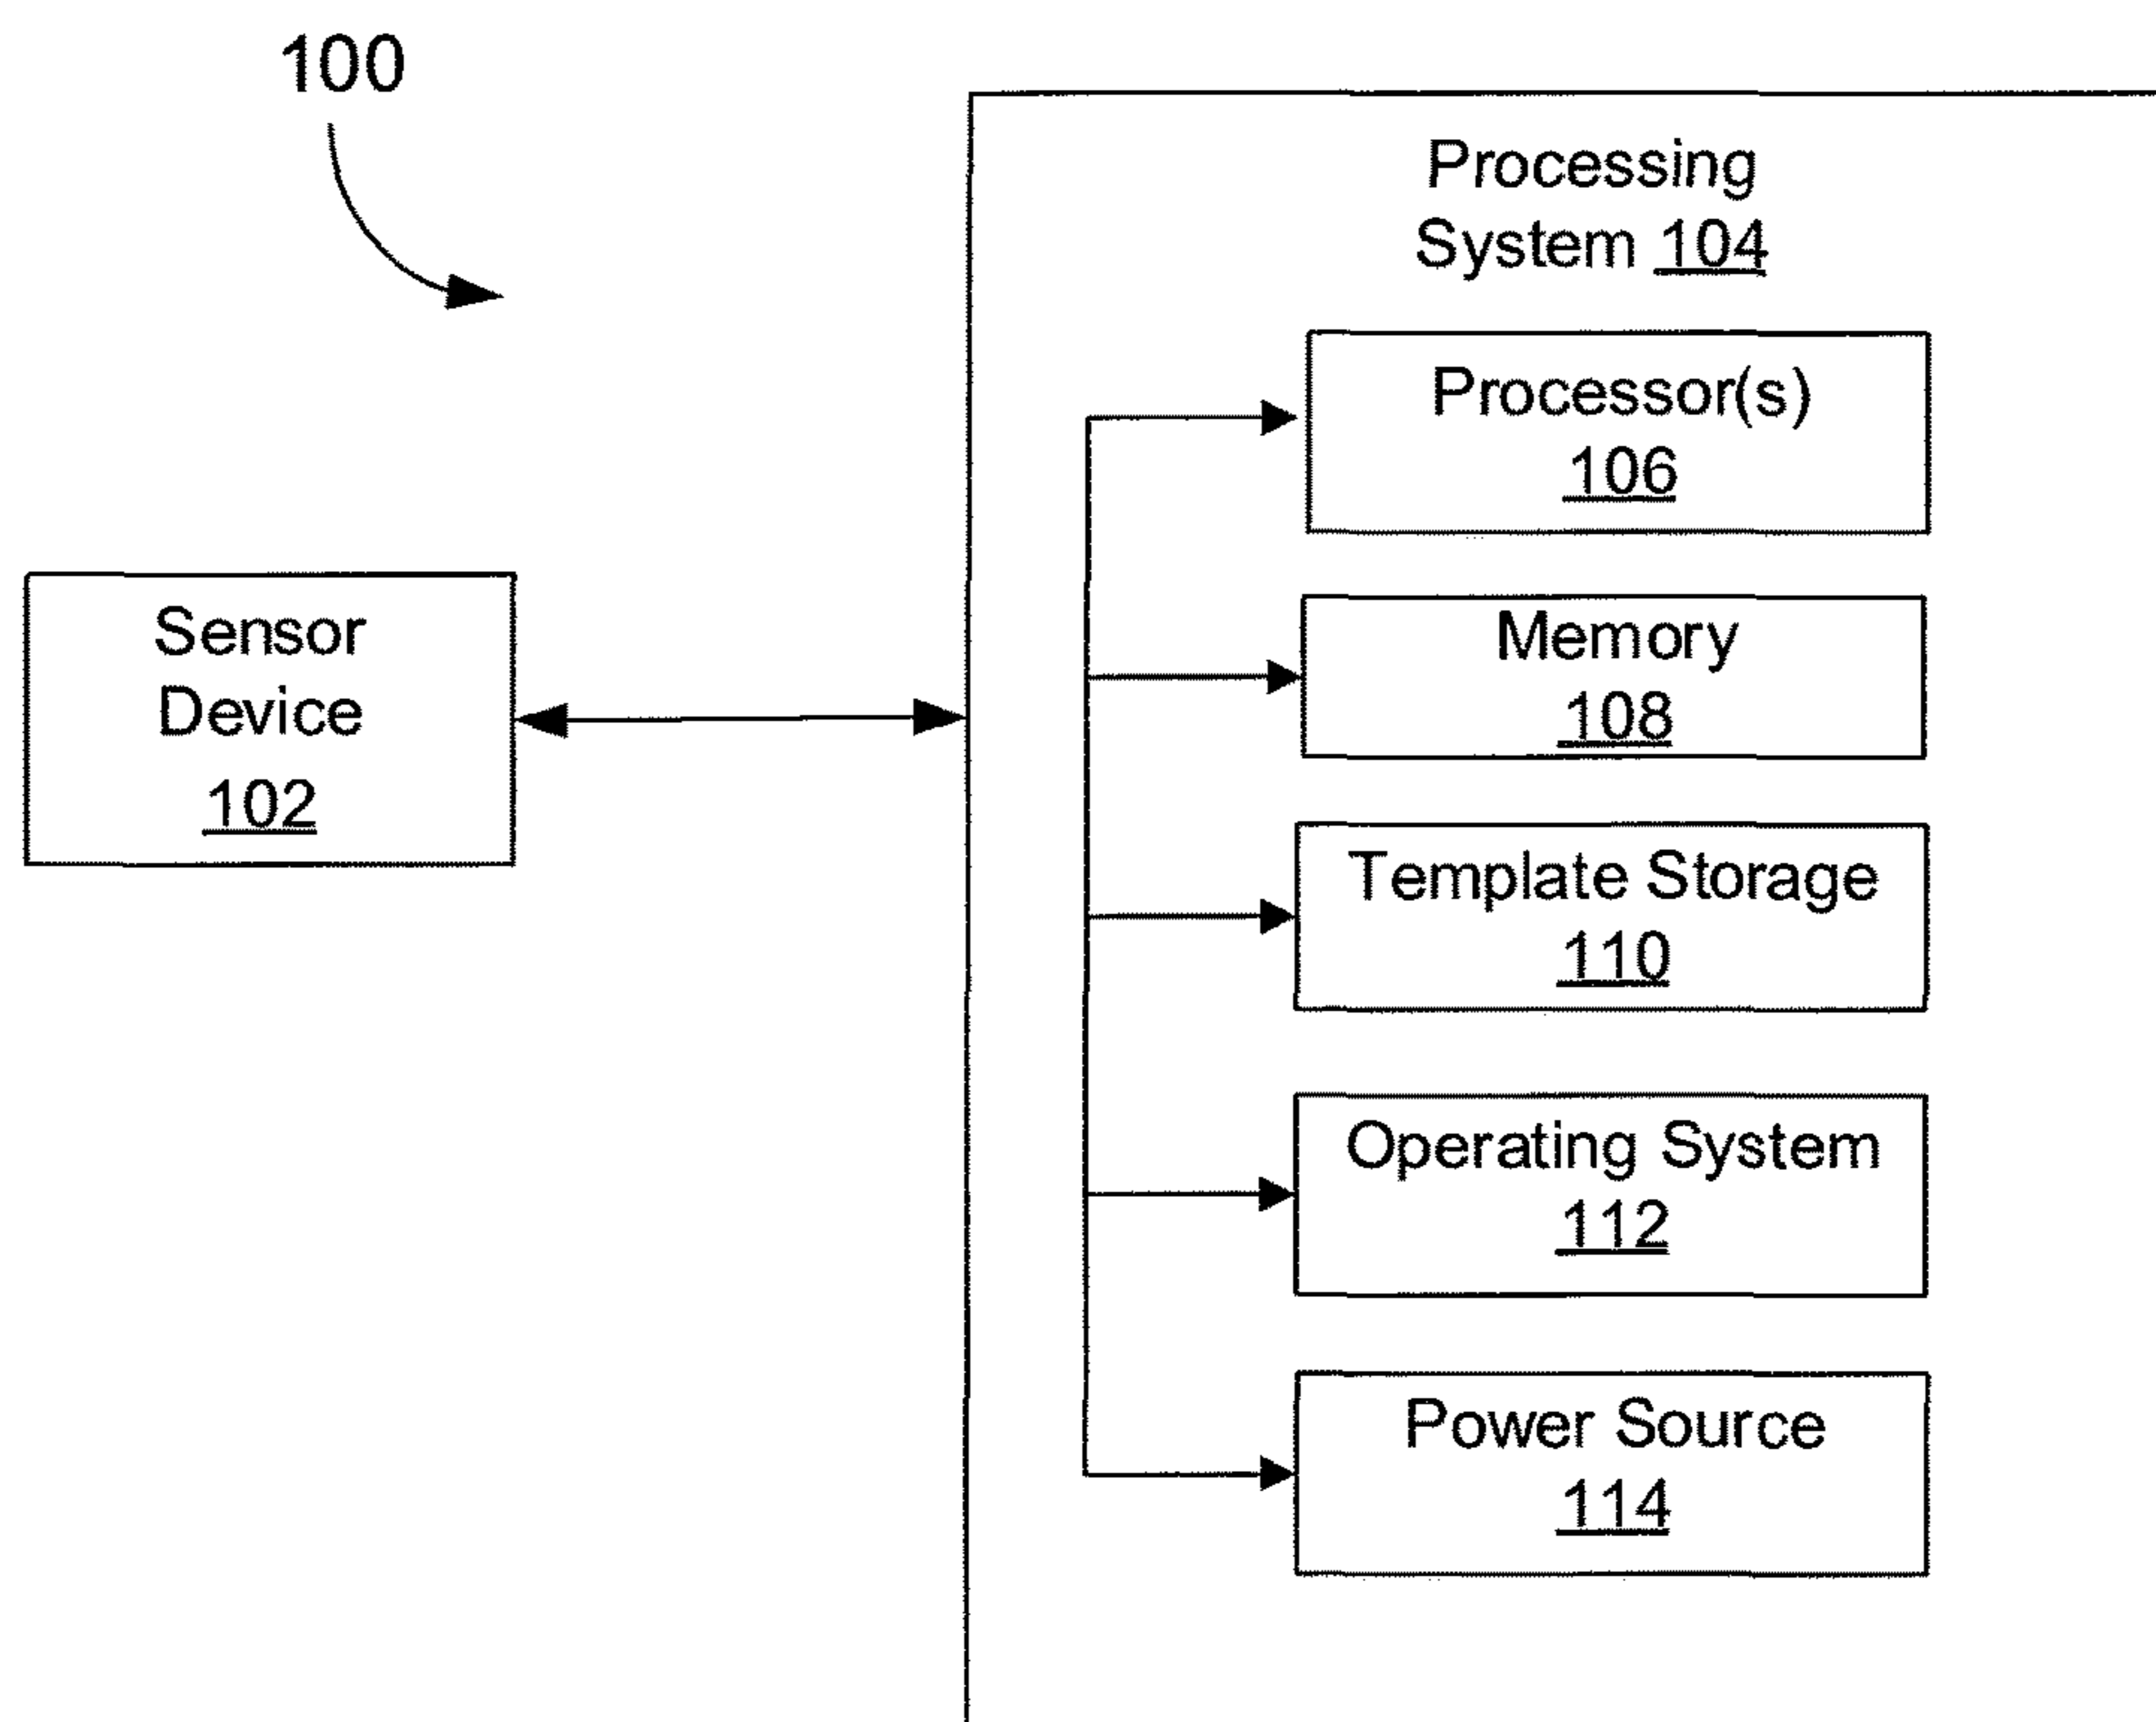 100
Processing
System 104
Processor(s)
106
Sensor
Device
102
Memory
108
Template Storage
110
Operating System
112
Power Source
114